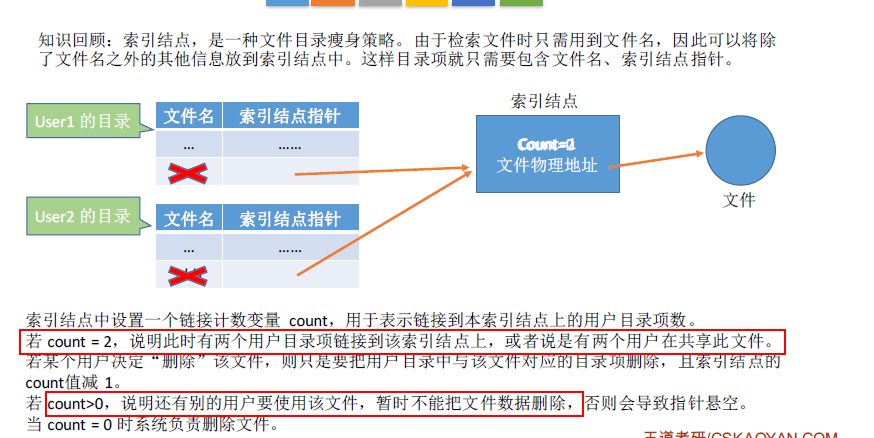 知识回顾：索引结点，是一种文件目录瘦身策略。由于检索文件时只需用到文件名，因此可以将除
了文件名之外的其他信息放到索引结点中。这样目录项就只需要包含文件名、索引结点指针。
索引结点
User1 的目录
文件名 索引结点指针
... ......
Count=
文件物理地址
文件
User2 的目录
文件名 索引结点指针
... ......
索引结点中设置一个链接计数变量 count，用于表示链接到本索引结点上的用户目录项数。
若 count = 2，说明此时有两个用户目录项链接到该索引结点上，或者说是有两个用户在共享此文件。
若某个用户决定“删除”该文件，则只是要把用户目录中与该文件对应的目录项删除，且索引结点的
count值减 1。
若 count>0，说明还有别的用户要使用该文件，暂时不能把文件数据删除，否则会导致指针悬空。
当 count = 0 时系统负责删除文件。
王道考研/CSKAOYAN.COM